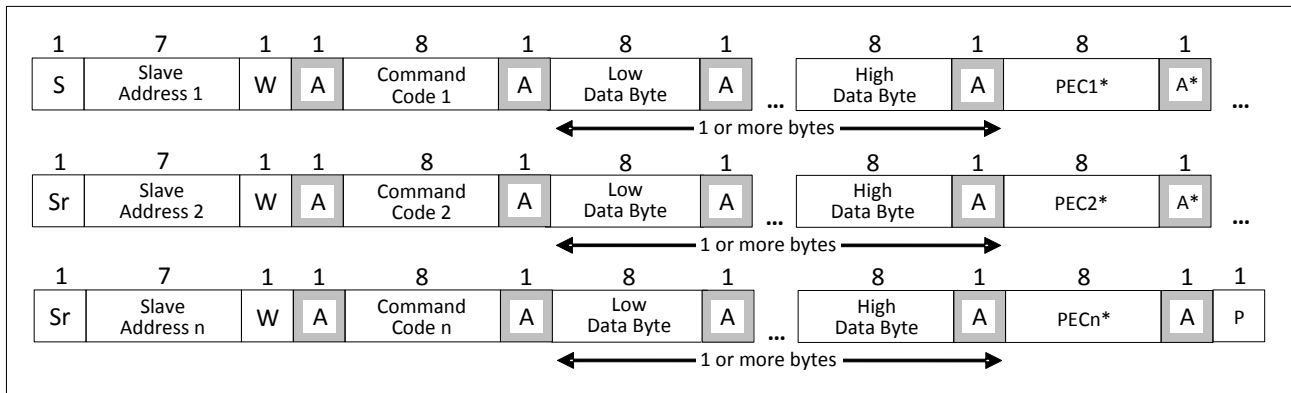 1 7 1 1 8 1 8 1 8 1 8 1
S Slave Address 1 W A Command Code 1 A Low Data Byte A ... High Data Byte A PEC1* A* ...
1 or more bytes
1 7 1 1 8 1 8 1 8 1 8 1
Sr Slave Address 2 W A Command Code 2 A Low Data Byte A ... High Data Byte A PEC2* A* ...
1 or more bytes
1 7 1 1 8 1 8 1 8 1 8 1 1
Sr Slave Address n W A Command Code n A Low Data Byte A ... High Data Byte A PECn* A P
1 or more bytes